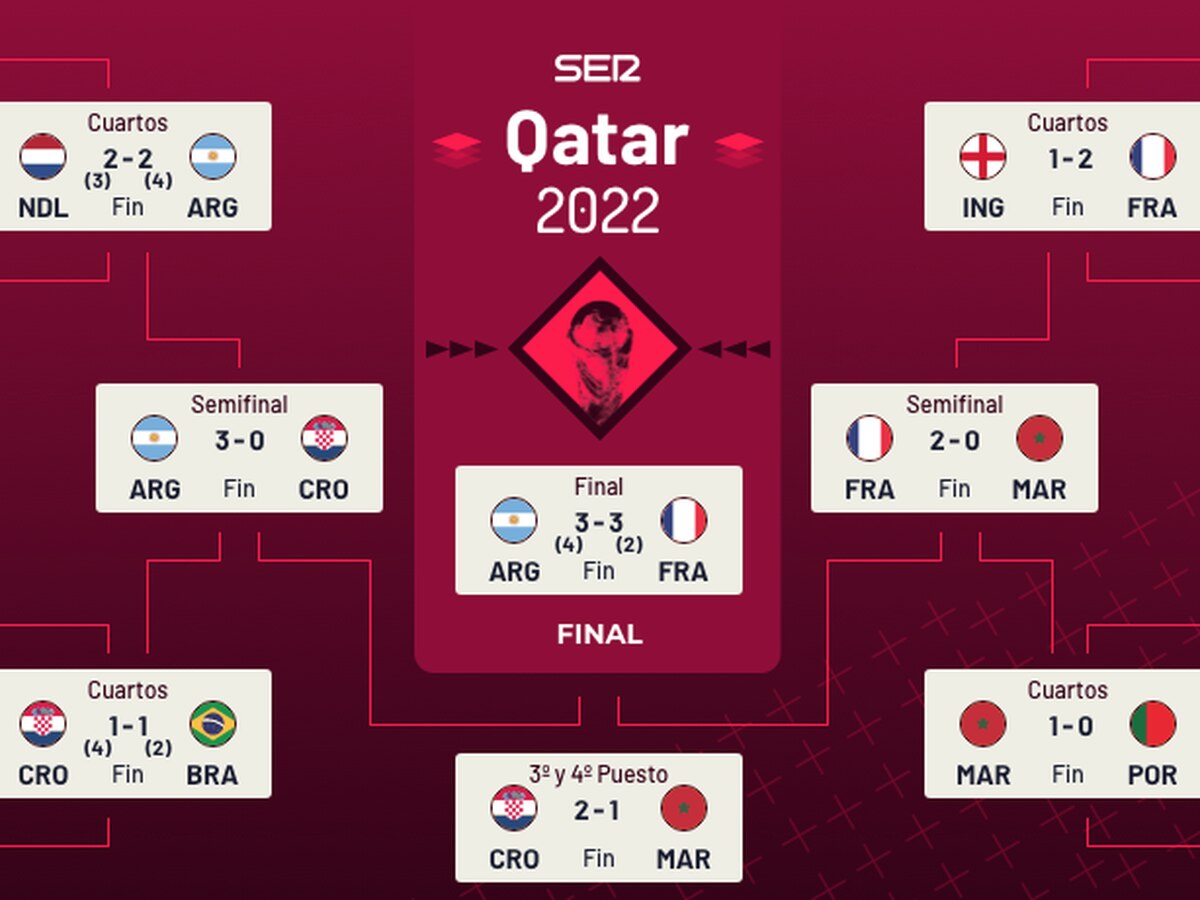 SER
Qatar
2022
Cuartos
2-2
(3) (4)
NDL Fin ARG
Cuartos
1-2
ING Fin FRA
Semifinal
3-0
ARG Fin CRO
Semifinal
2-0
FRA Fin MAR
Final
3-3
(4) (2)
ARG Fin FRA
FINAL
Cuartos
1-1
(4) (2)
CRO Fin BRA
Cuartos
1-0
MAR Fin POR
3º y 4º Puesto
2-1
CRO Fin MAR